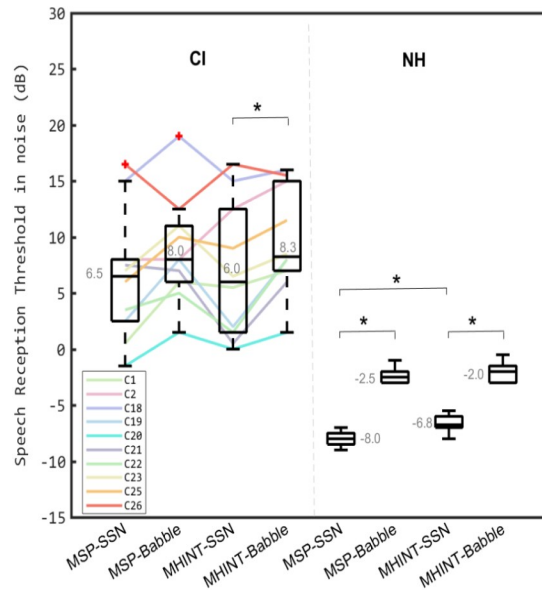 Speech Reception Threshold in noise (dB)
30
25
20
15
10
5
0
-5
-10
-15
CI
NH
*
*
*
*
6.5
8.0
6.0
8.3
-8.0
-2.5
-6.8
-2.0
C1
C2
C18
C19
C20
C21
C22
C23
C25
C26
MSP-SSN
MSP-Babble
MHINT-SSN
MHINT-Babble
MSP-SSN
MSP-Babble
MHINT-SSN
MHINT-Babble